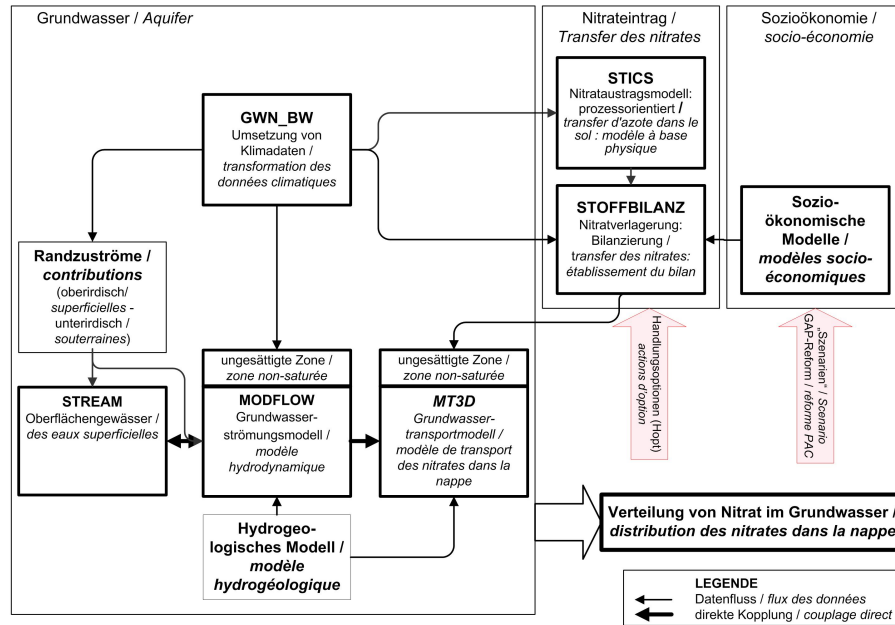 Grundwasser / Aquifer
Nitrateintrag /
Transfer des nitrates
Sozioökonomie /
socio-économie
GWN_BW
Umsetzung von
Klimadaten /
transformation des
données climatiques
STICS
Nitrataustragsmodell:
prozessorientiert /
transfer d'azote dans le
sol : modèle à base
physique
STOFFBILANZ
Nitratverlagerung:
Bilanzierung /
transfer des nitrates:
établissement du bilan
Sozio-
ökonomische
Modelle /
modèles socio-
économiques
Randzuströme /
contributions
(oberirdisch/
superficielles -
unterirdisch /
souterraines)
STREAM
Oberflächengewässer /
des eaux superficielles
ungesättigte Zone /
zone non-saturée
MODFLOW
Grundwasser-
strömungsmodell /
modèle
hydrodynamique
ungesättigte Zone /
zone non-saturée
MT3D
Grundwasser-
transportmodell /
modèle de transport
des nitrates dans la
nappe
Hydrogeo-
logisches Modell /
modèle
hydrogéologique
Handlungsoptionen (Hopt)
actions d'option
„Szenarien“ / Scenario
GAP-Reform / réforme PAC
Verteilung von Nitrat im Grundwasser /
distribution des nitrates dans la nappe
LEGENDE
Datenfluss / flux des données
direkte Kopplung / couplage direct